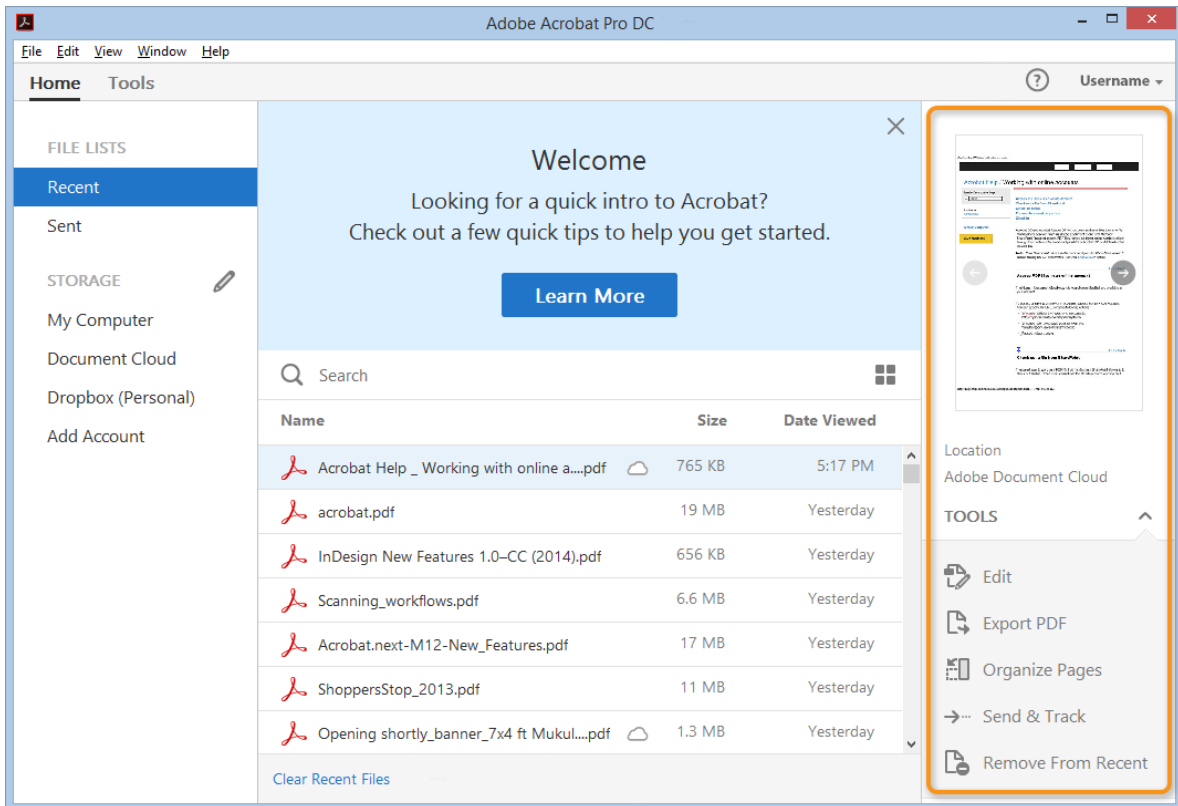 Adobe Acrobat Pro DC
File Edit View Window Help
Home Tools
? Username
FILE LISTS
Recent
Sent
STORAGE
My Computer
Document Cloud
Dropbox (Personal)
Add Account
Welcome
Looking for a quick intro to Acrobat?
Check out a few quick tips to help you get started.
Learn More
Search
Name Size Date Viewed
Acrobat Help _ Working with online a....pdf 765 KB 5:17 PM
acrobat.pdf 19 MB Yesterday
InDesign New Features 1.0–CC (2014).pdf 656 KB Yesterday
Scanning_workflows.pdf 6.6 MB Yesterday
Acrobat.next-M12-New_Features.pdf 17 MB Yesterday
ShoppersStop_2013.pdf 11 MB Yesterday
Opening shortly_banner_7x4 ft Mukul....pdf 1.3 MB Yesterday
Clear Recent Files
Acrobat Help / Working with online accounts
Location
Adobe Document Cloud
TOOLS
Edit
Export PDF
Organize Pages
Send & Track
Remove From Recent